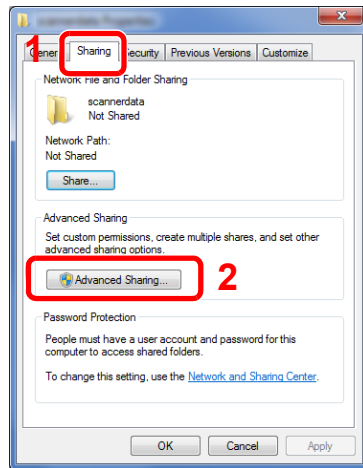 scannerdata Properties
1
General
Sharing
Security
Previous Versions
Customize
Network File and Folder Sharing
scannerdata
Not Shared
Network Path:
Not Shared
Share...
Advanced Sharing
Set custom permissions, create multiple shares, and set other
advanced sharing options.
Advanced Sharing...
2
Password Protection
People must have a user account and password for this
computer to access shared folders.
To change this setting, use the Network and Sharing Center.
OK
Cancel
Apply